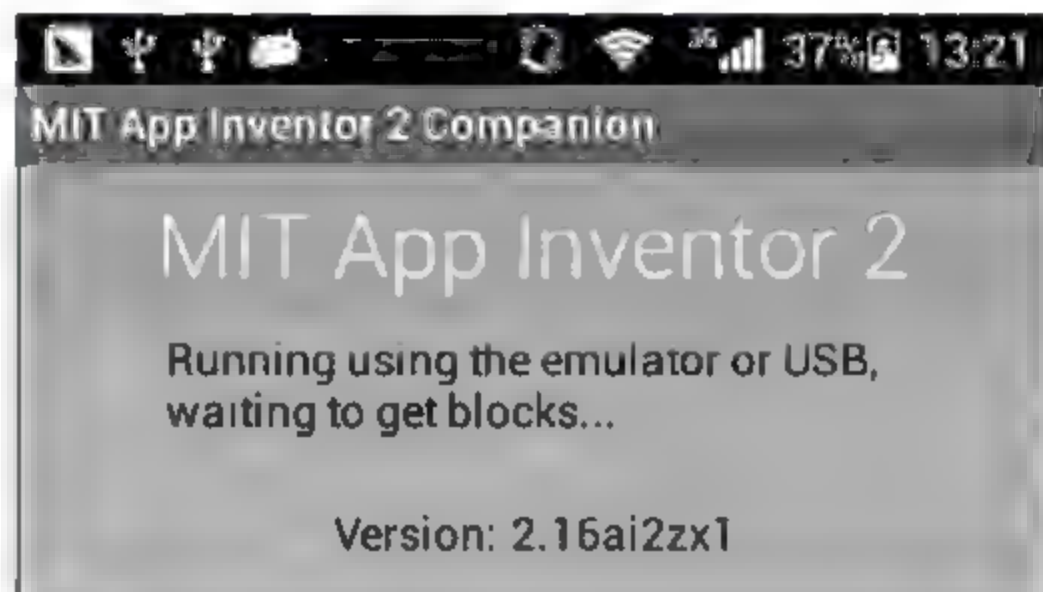 3G 37% 13:21
MIT App Inventor 2 Companion
MIT App Inventor 2
Running using the emulator or USB,
waiting to get blocks...
Version: 2.16ai2zx1